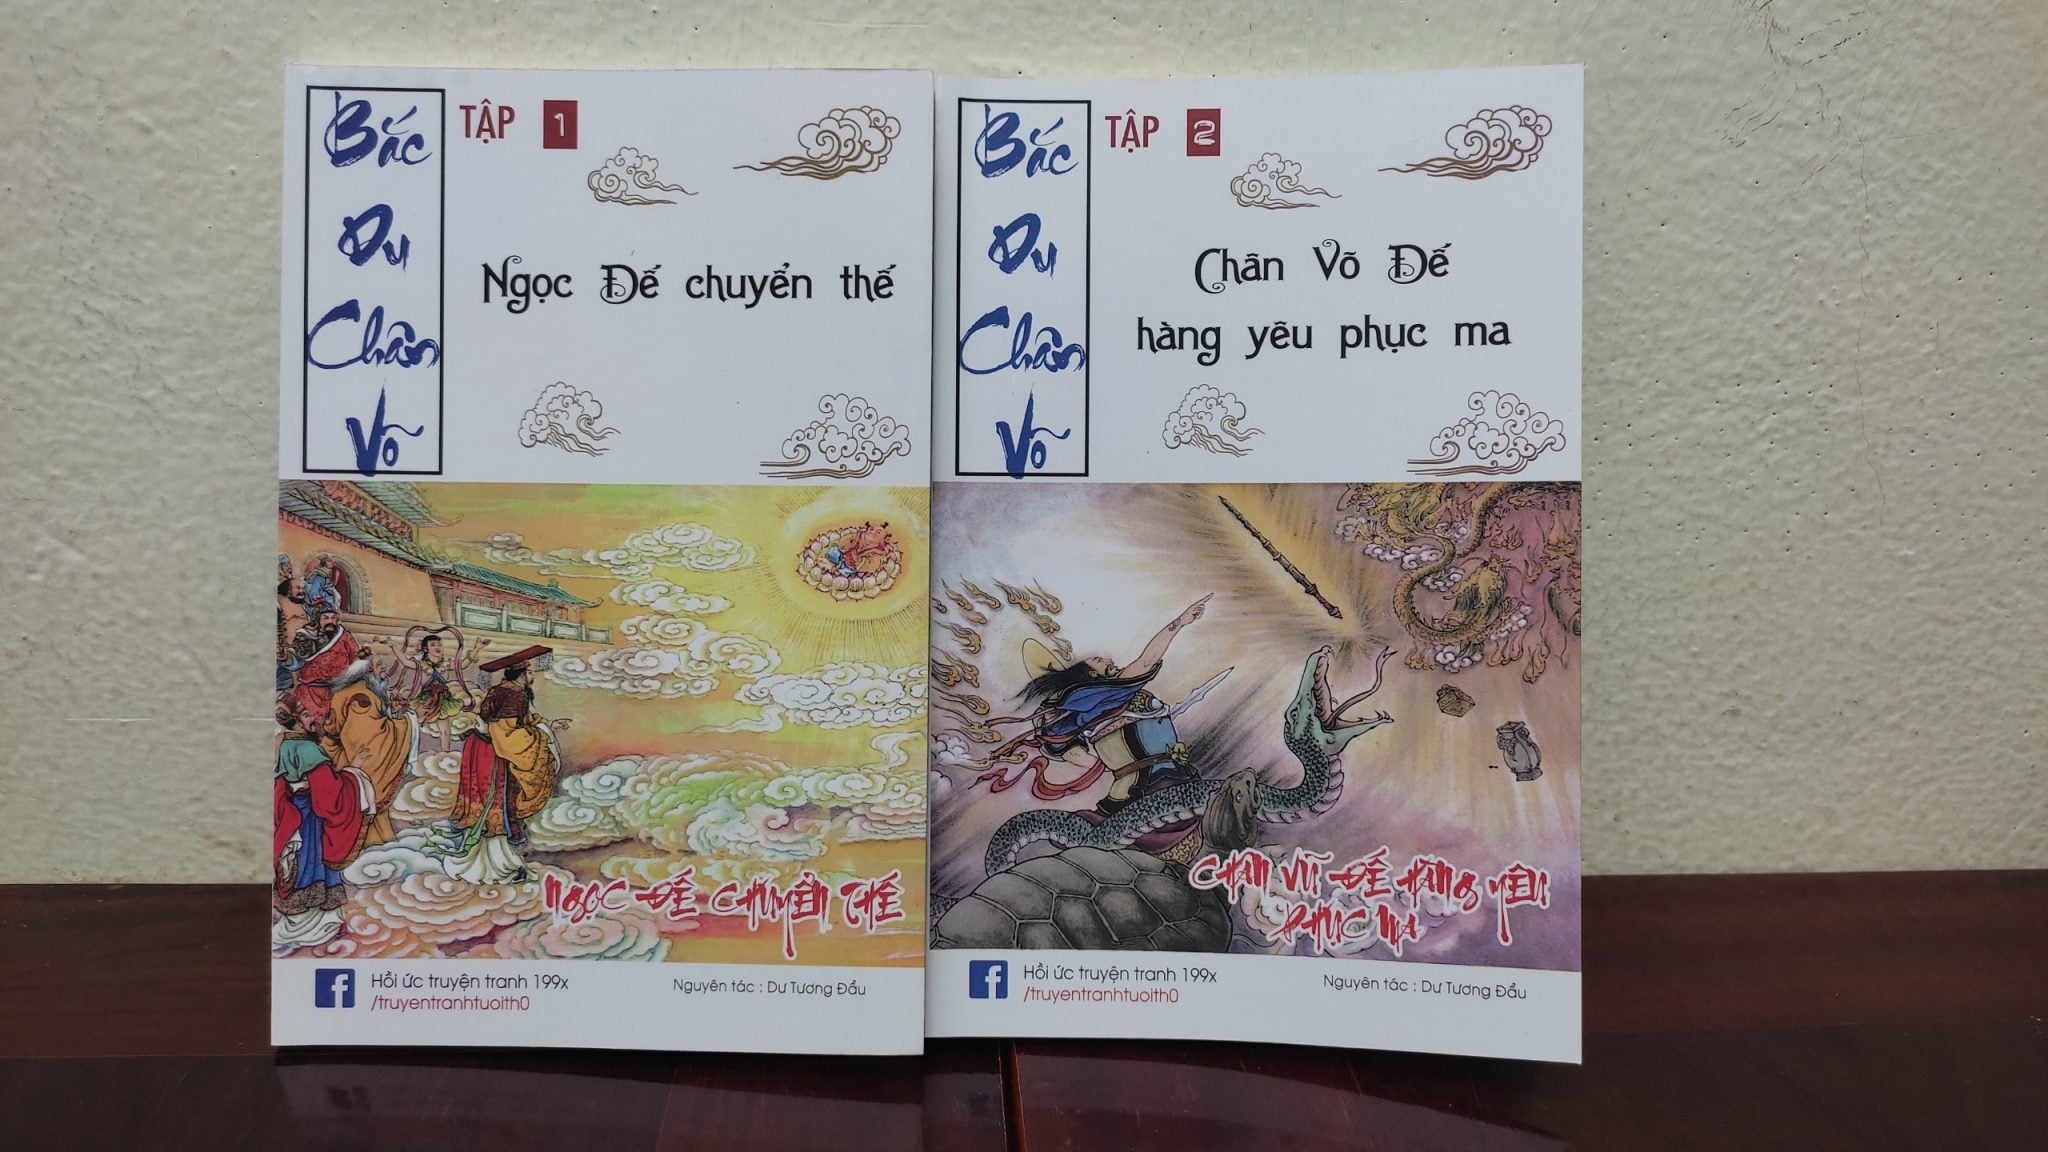 Bắc
Du
Chân
Võ
TẬP 1
Ngọc Đế chuyển thế
NGỌC ĐẾ CHUYỂN THẾ
f
Hồi ức truyện tranh 199x
/truyentranhtuoith0
Nguyên tác : Dư Tượng Đẩu
Bắc
Du
Chân
Võ
TẬP 2
Chân Võ Đế
hàng yêu phục ma
CHÂN VŨ ĐẾ HÀNG YÊU
PHỤC MA
f
Hồi ức truyện tranh 199x
/truyentranhtuoith0
Nguyên tác : Dư Tượng Đẩu